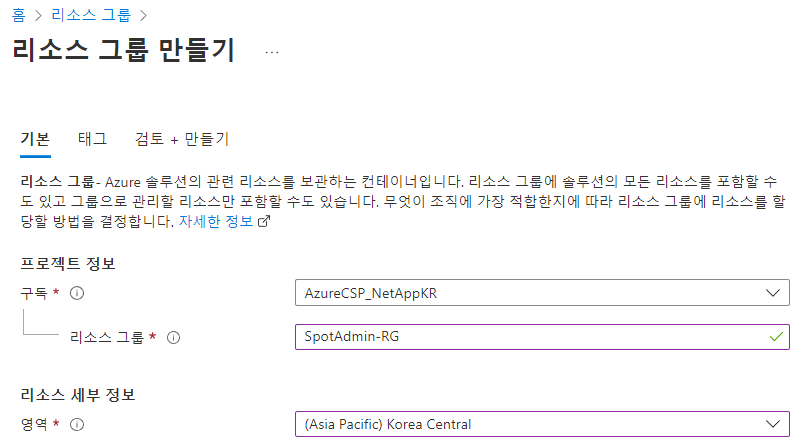 홈 > 리소스 그룹 >
리소스 그룹 만들기 ...
기본 태그 검토 + 만들기
리소스 그룹- Azure 솔루션의 관련 리소스를 보관하는 컨테이너입니다. 리소스 그룹에 솔루션의 모든 리소스를 포함할 수
도 있고 그룹으로 관리할 리소스만 포함할 수도 있습니다. 무엇이 조직에 가장 적합한지에 따라 리소스 그룹에 리소스를 할
당할 방법을 결정합니다. 자세한 정보
프로젝트 정보
구독 * AzureCSP_NetAppKR
리소스 그룹 * SpotAdmin-RG
리소스 세부 정보
영역 * (Asia Pacific) Korea Central